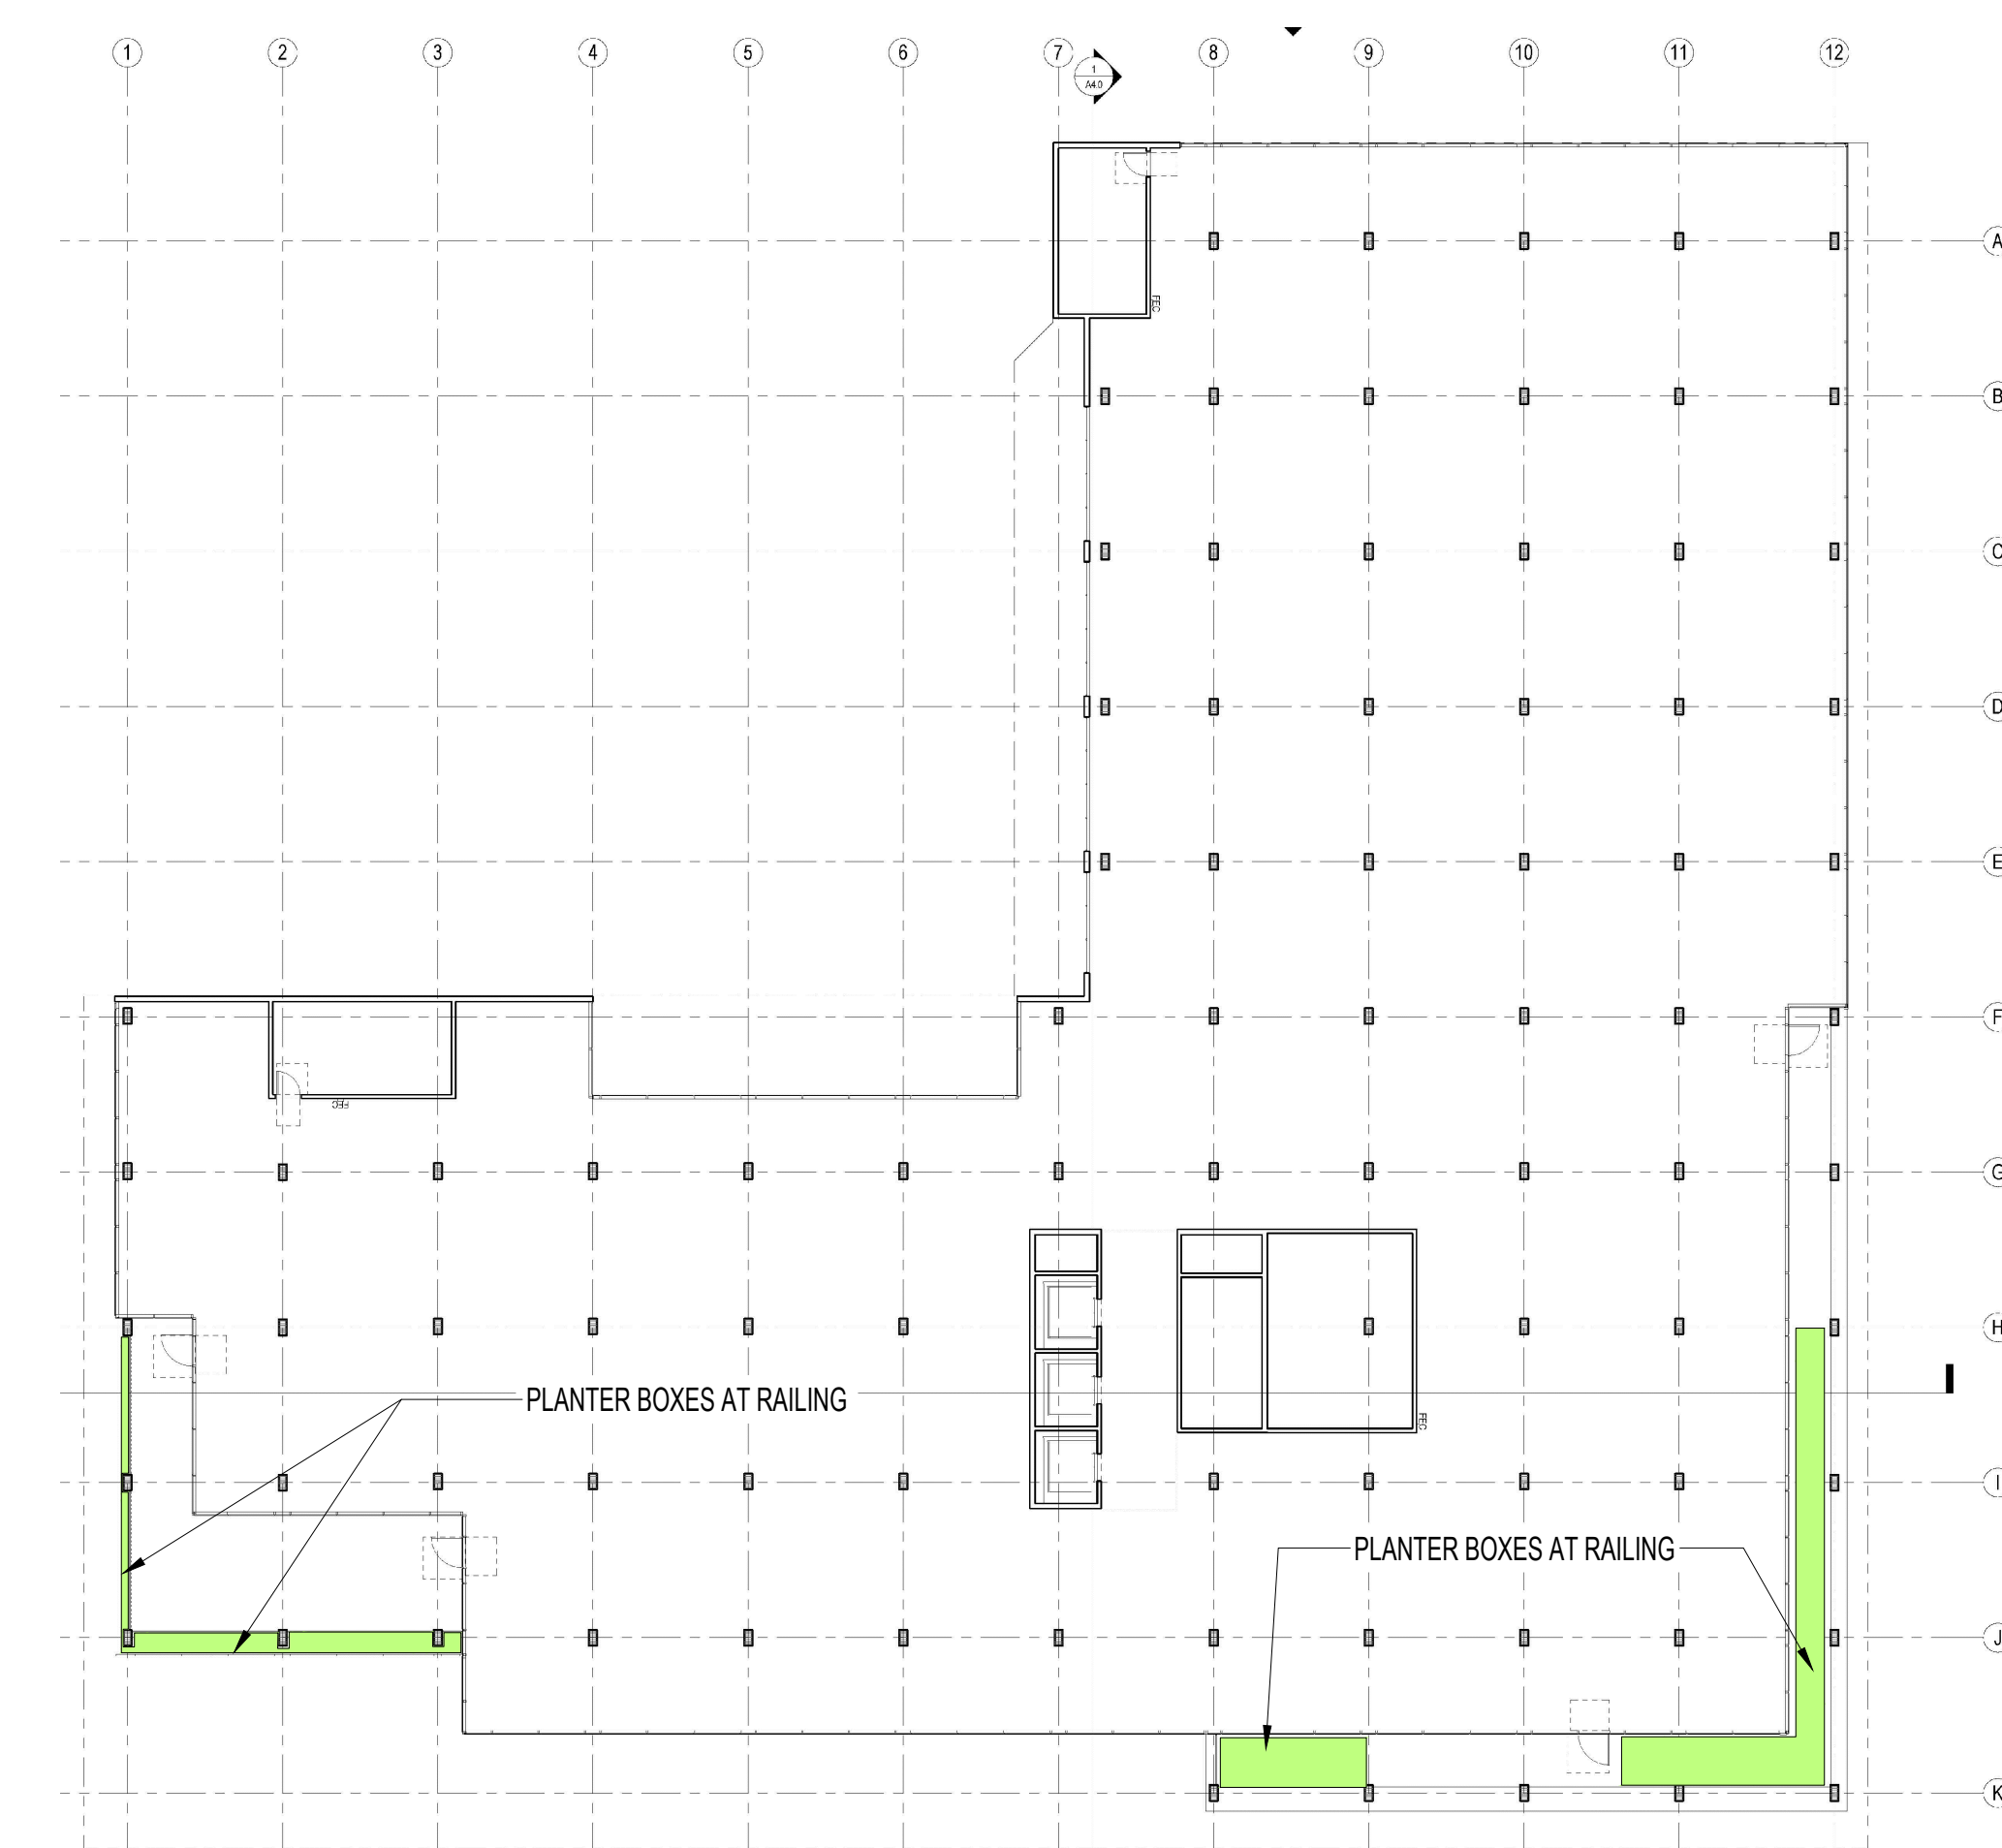 1 2 3 4 5 6 7 8 9 10 11 12
1
A4.0
A
FEC
B
C
D
E
F
FEC
G
H
PLANTER BOXES AT RAILING
FEC
I
PLANTER BOXES AT RAILING
J
K